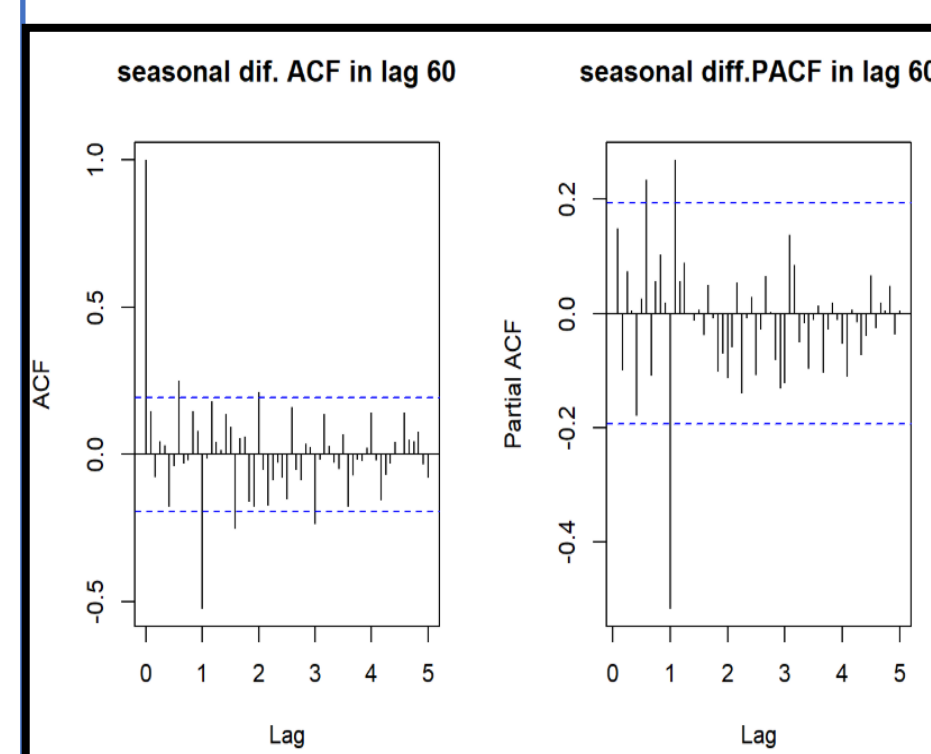 seasonal dif. ACF in lag 60
seasonal diff.PACF in lag 60
ACF
1.0
0.5
0.0
-0.5
0 1 2 3 4 5
Lag
Partial ACF
0.2
0.0
-0.2
-0.4
0 1 2 3 4 5
Lag